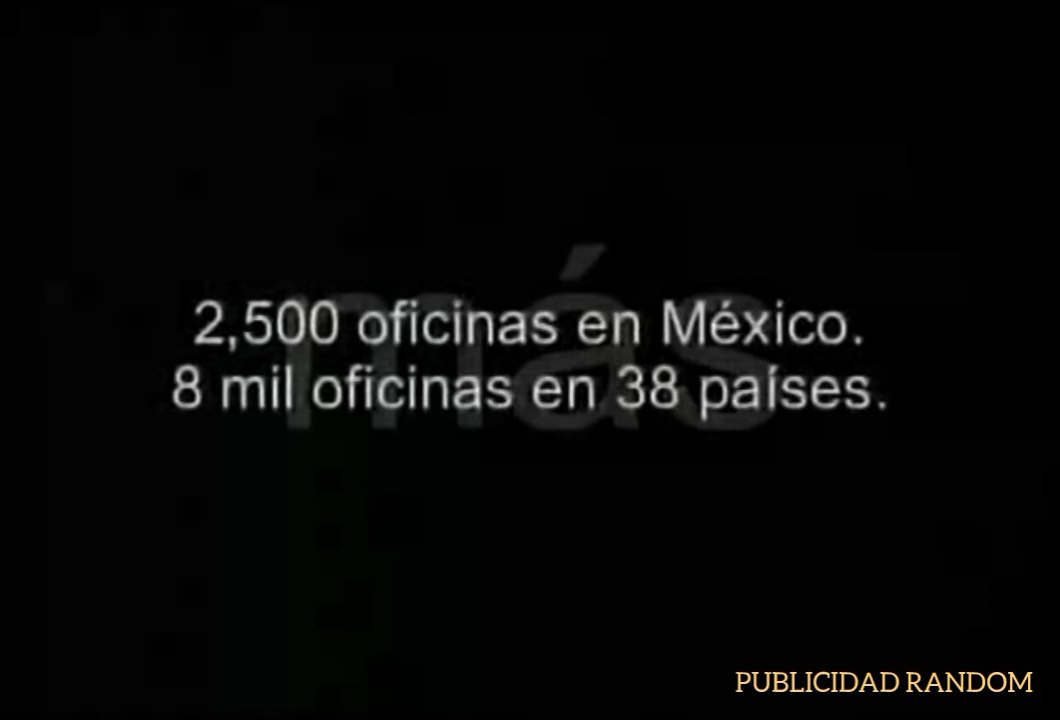 más
2,500 oficinas en México.
8 mil oficinas en 38 países.
PUBLICIDAD RANDOM